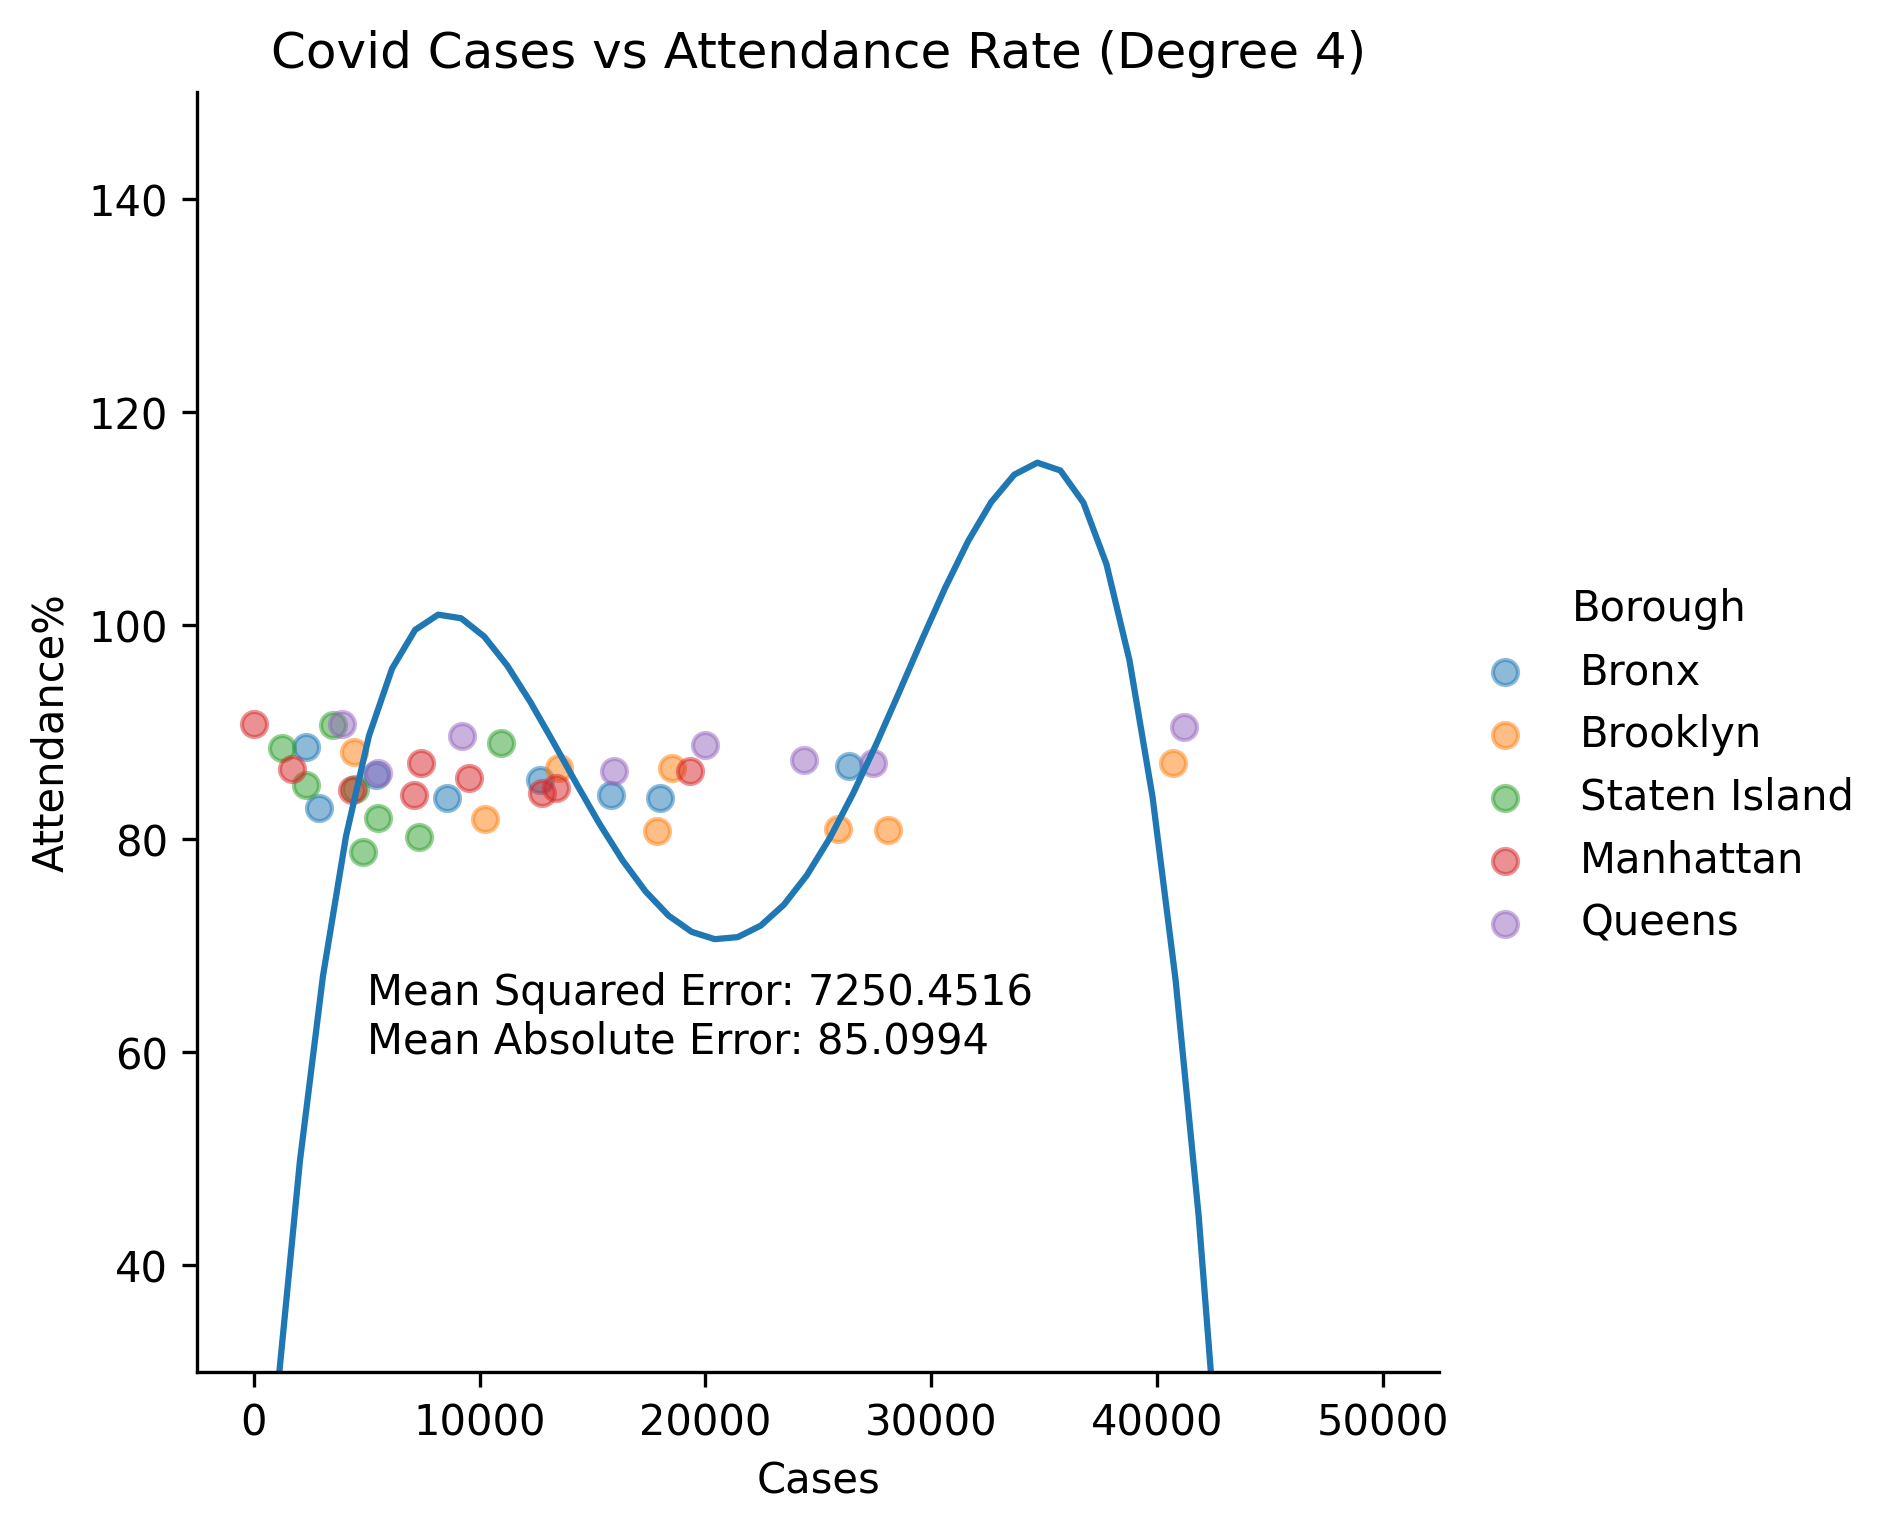 Covid Cases vs Attendance Rate (Degree 4)
Attendance%
140
120
100
80
60
40
Mean Squared Error: 7250.4516
Mean Absolute Error: 85.0994
0 10000 20000 30000 40000 50000
Cases
Borough
Bronx
Brooklyn
Staten Island
Manhattan
Queens